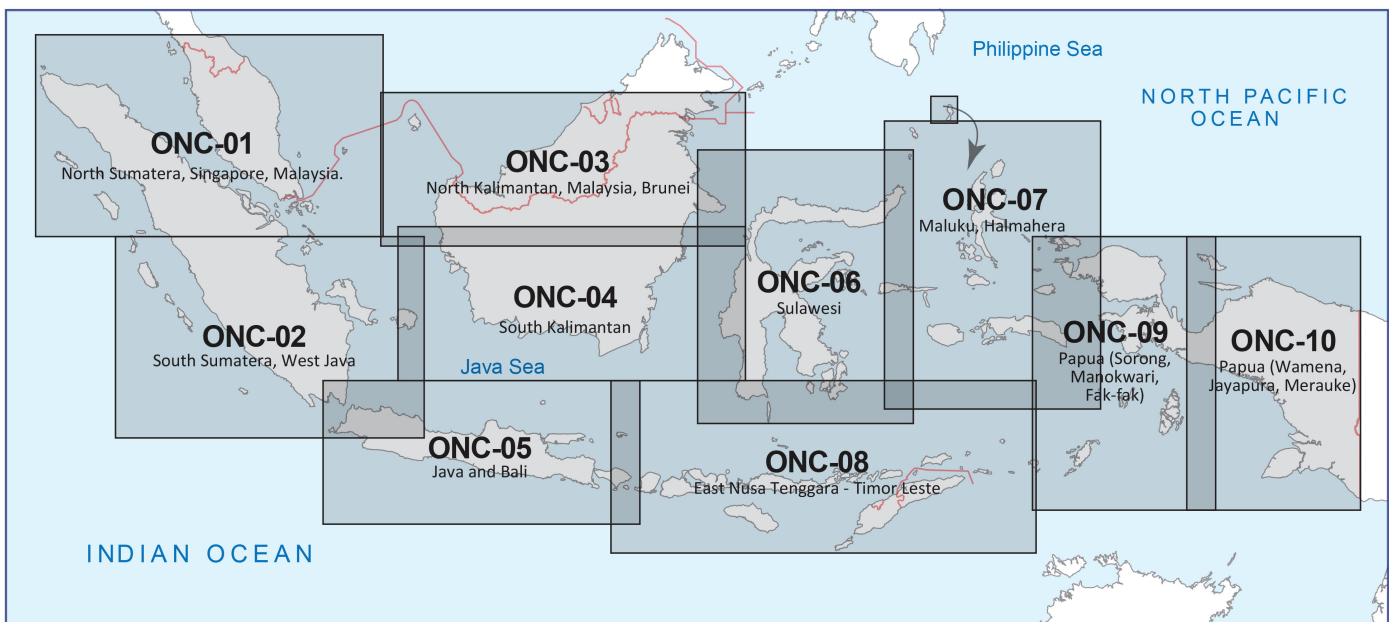 Philippine Sea
NORTH PACIFIC
OCEAN
ONC-01
North Sumatera, Singapore, Malaysia.
ONC-03
North Kalimantan, Malaysia, Brunei
ONC-07
Maluku, Halmahera
ONC-06
Sulawesi
ONC-04
South Kalimantan
ONC-02
South Sumatera, West Java
ONC-09
Papua (Sorong,
Manokwari,
Fak-fak)
ONC-10
Papua (Wamena,
Jayapura, Merauke)
Java Sea
ONC-05
Java and Bali
ONC-08
East Nusa Tenggara - Timor Leste
INDIAN OCEAN